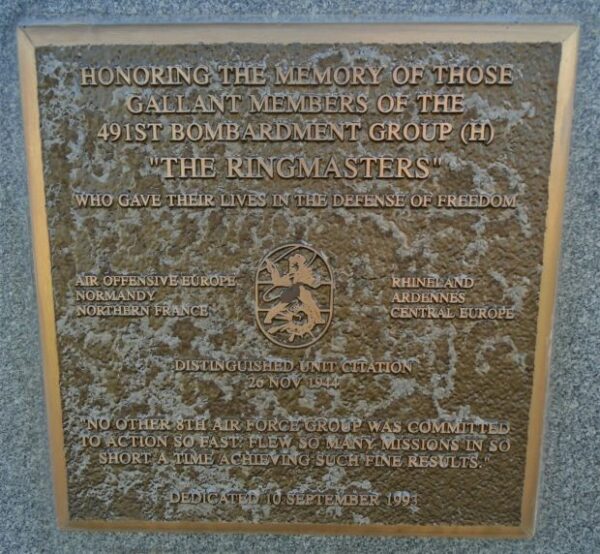 HONORING THE MEMORY OF THOSE
GALLANT MEMBERS OF THE
491ST BOMBARDMENT GROUP (H)
"THE RINGMASTERS"
WHO GAVE THEIR LIVES IN THE DEFENSE OF FREEDOM
AIR OFFENSIVE EUROPE
NORMANDY
NORTHERN FRANCE
RHINELAND
ARDENNES
CENTRAL EUROPE
DISTINGUISHED UNIT CITATION
26 NOV 1944
"NO OTHER 8TH AIR FORCE GROUP WAS COMMITTED
TO ACTION SO FAST; FLEW SO MANY MISSIONS IN SO
SHORT A TIME ACHIEVING SUCH FINE RESULTS."
DEDICATED 10 SEPTEMBER 1993